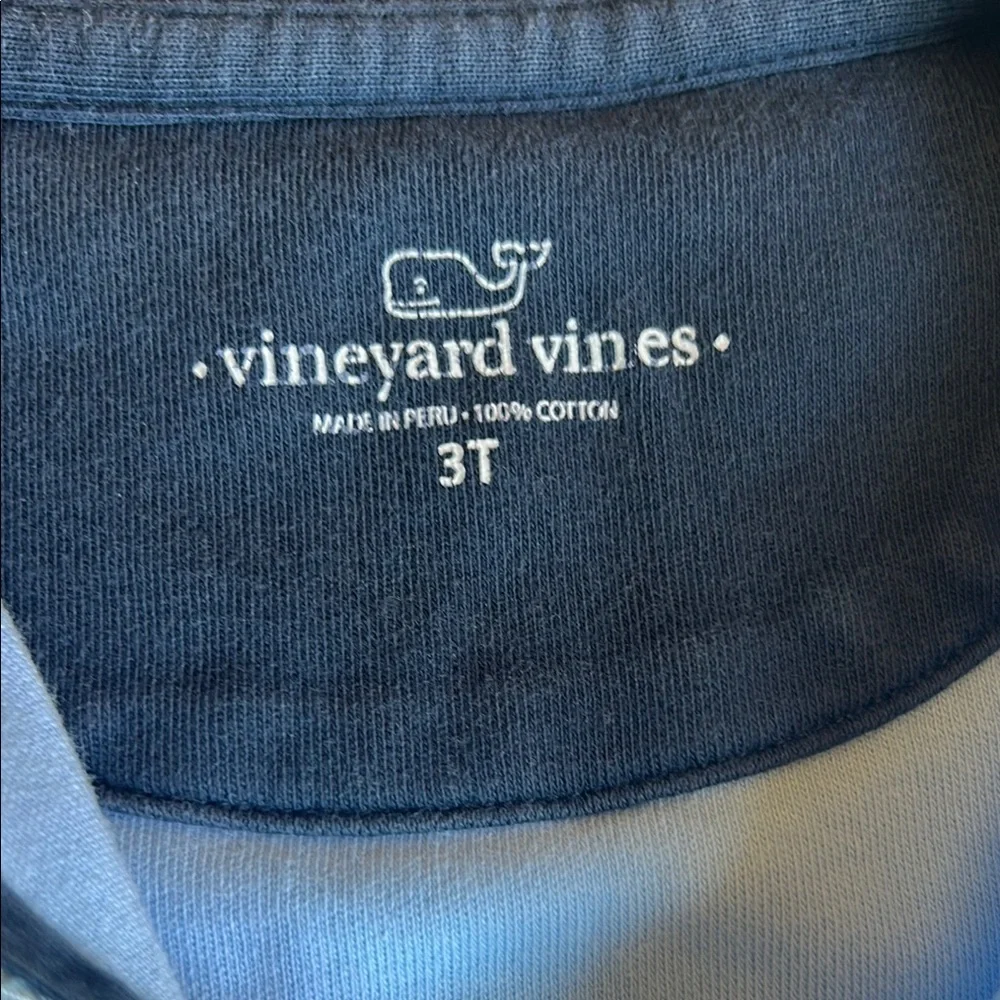 • vineyard vines •
MADE IN PERU • 100% COTTON
3T